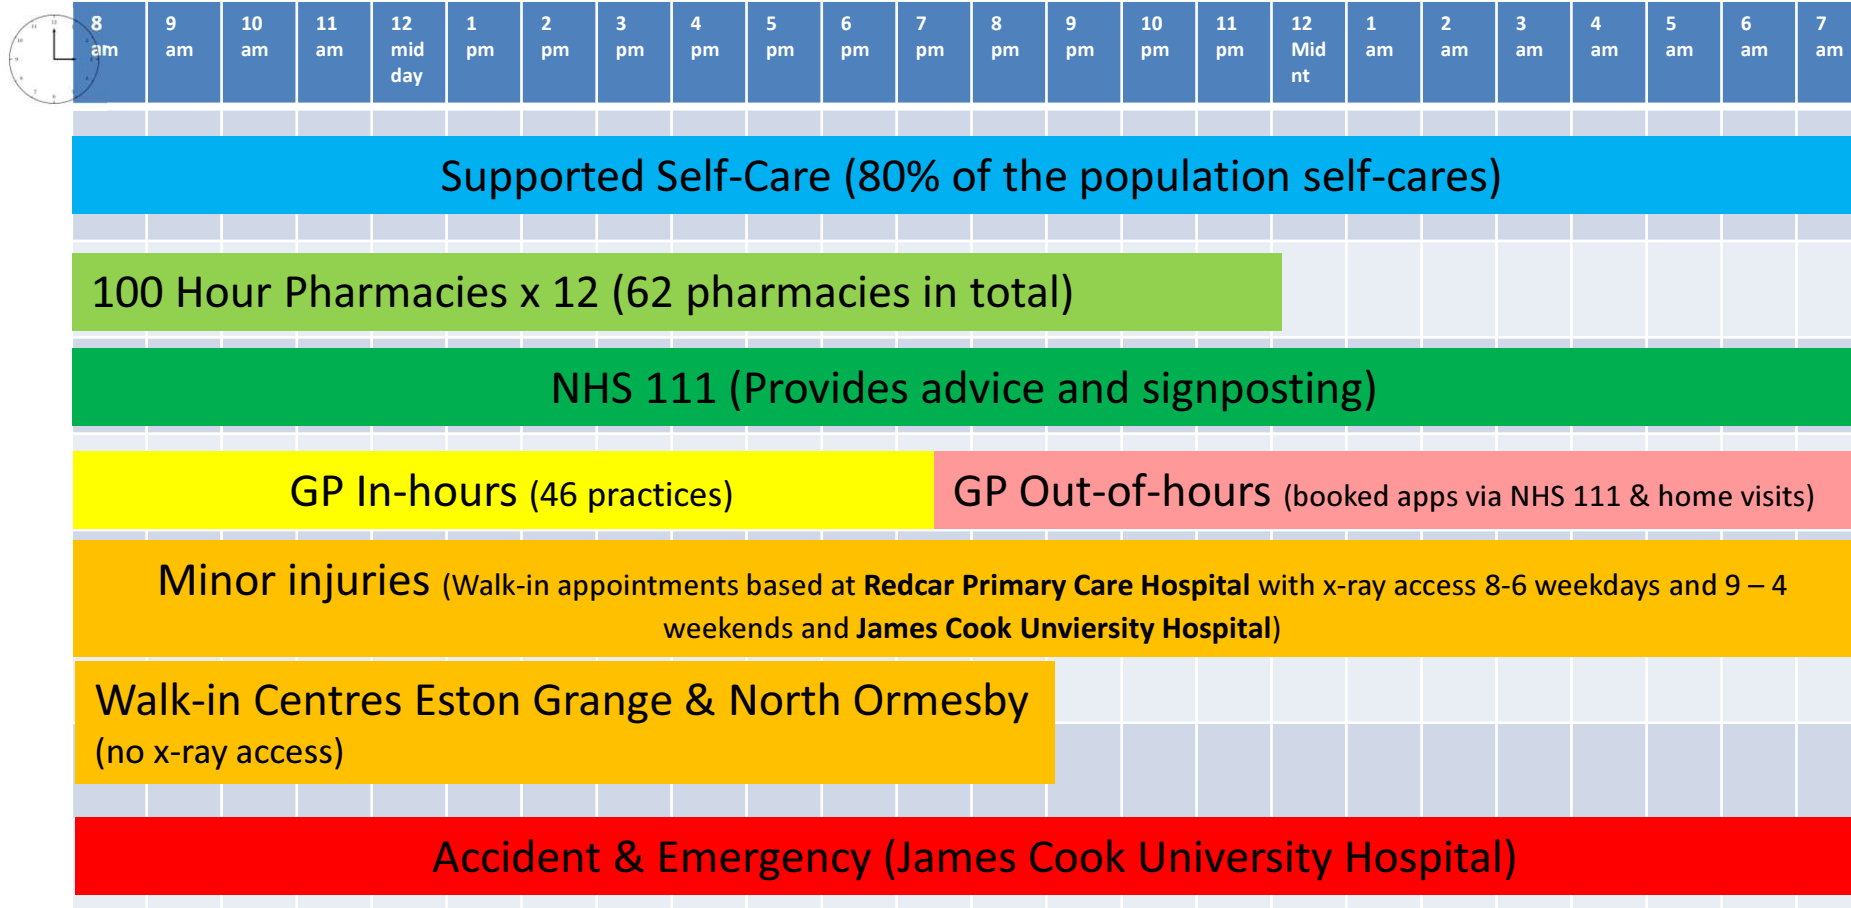 8 am 9 am 10 am 11 am 12 mid day 1 pm 2 pm 3 pm 4 pm 5 pm 6 pm 7 pm 8 pm 9 pm 10 pm 11 pm 12 Mid nt 1 am 2 am 3 am 4 am 5 am 6 am 7 am
Supported Self-Care (80% of the population self-cares)
100 Hour Pharmacies x 12 (62 pharmacies in total)
NHS 111 (Provides advice and signposting)
GP In-hours (46 practices)
GP Out-of-hours (booked apps via NHS 111 & home visits)
Minor injuries (Walk-in appointments based at Redcar Primary Care Hospital with x-ray access 8-6 weekdays and 9 – 4
weekends and James Cook Unviersity Hospital)
Walk-in Centres Eston Grange & North Ormesby
(no x-ray access)
Accident & Emergency (James Cook University Hospital)